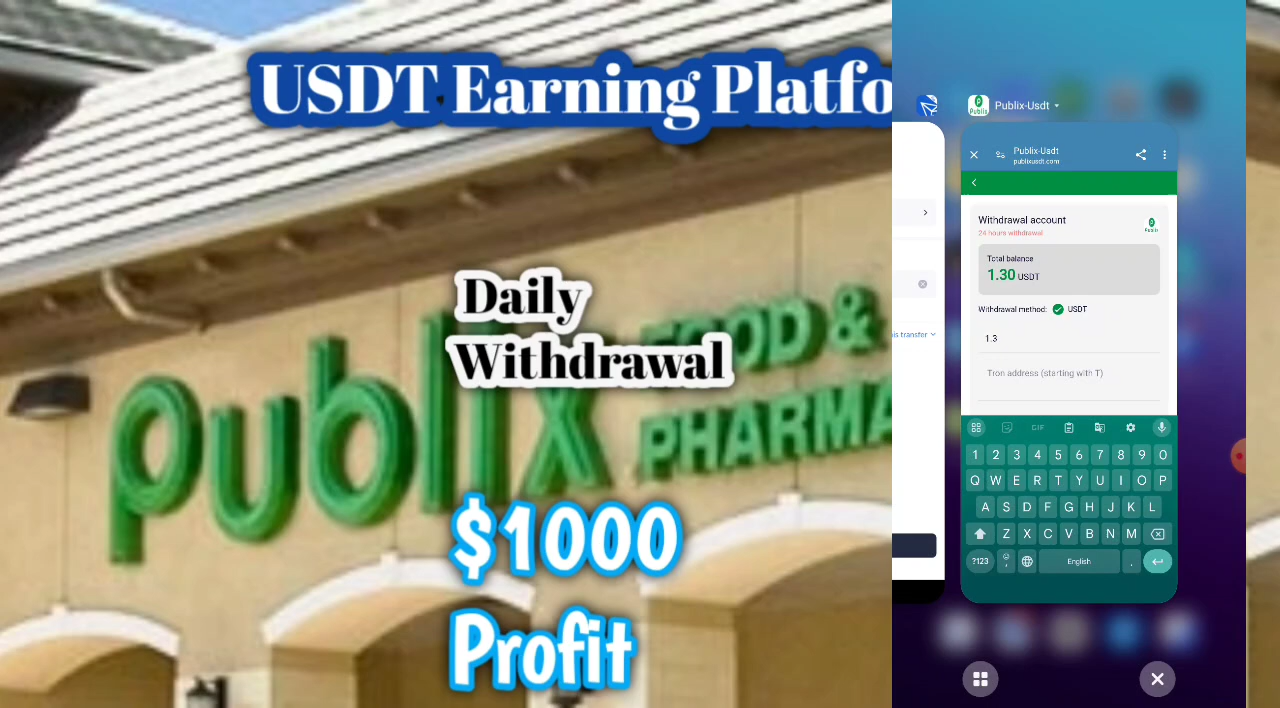 USDT Earning Platfo
publix FOOD &
PHARMA
Daily
Withdrawal
$1000
Profit
Publix-Usdt
Publix-Usdt
publixusdt.com
Withdrawal account
24 hours withdrawal
Publix
Total balance
1.30 USDT
Withdrawal method: USDT
1.3
is transfer
Tron address (starting with T)
GIF
1 2 3 4 5 6 7 8 9 0
Q W E R T Y U I O P
A S D F G H J K L
Z X C V B N M
?123 , English .